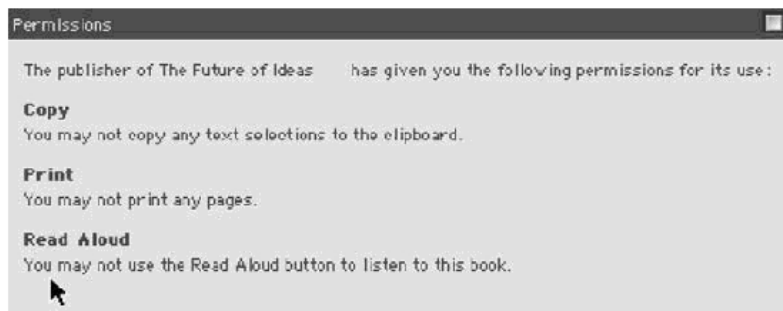 Permissions
The publisher of The Future of Ideas has given you the following permissions for its use:
Copy
You may not copy any text selections to the clipboard.
Print
You may not print any pages.
Read Aloud
You may not use the Read Aloud button to listen to this book.